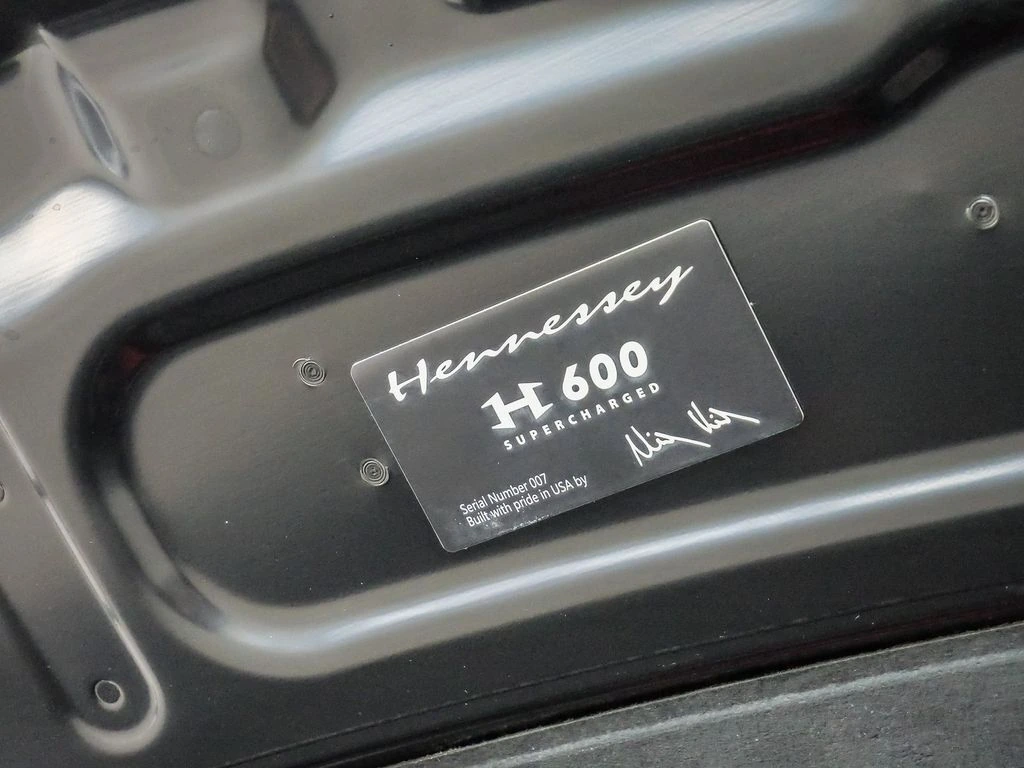 Hennessey
H 600
SUPERCHARGED
Serial Number 007
Built with pride in USA by